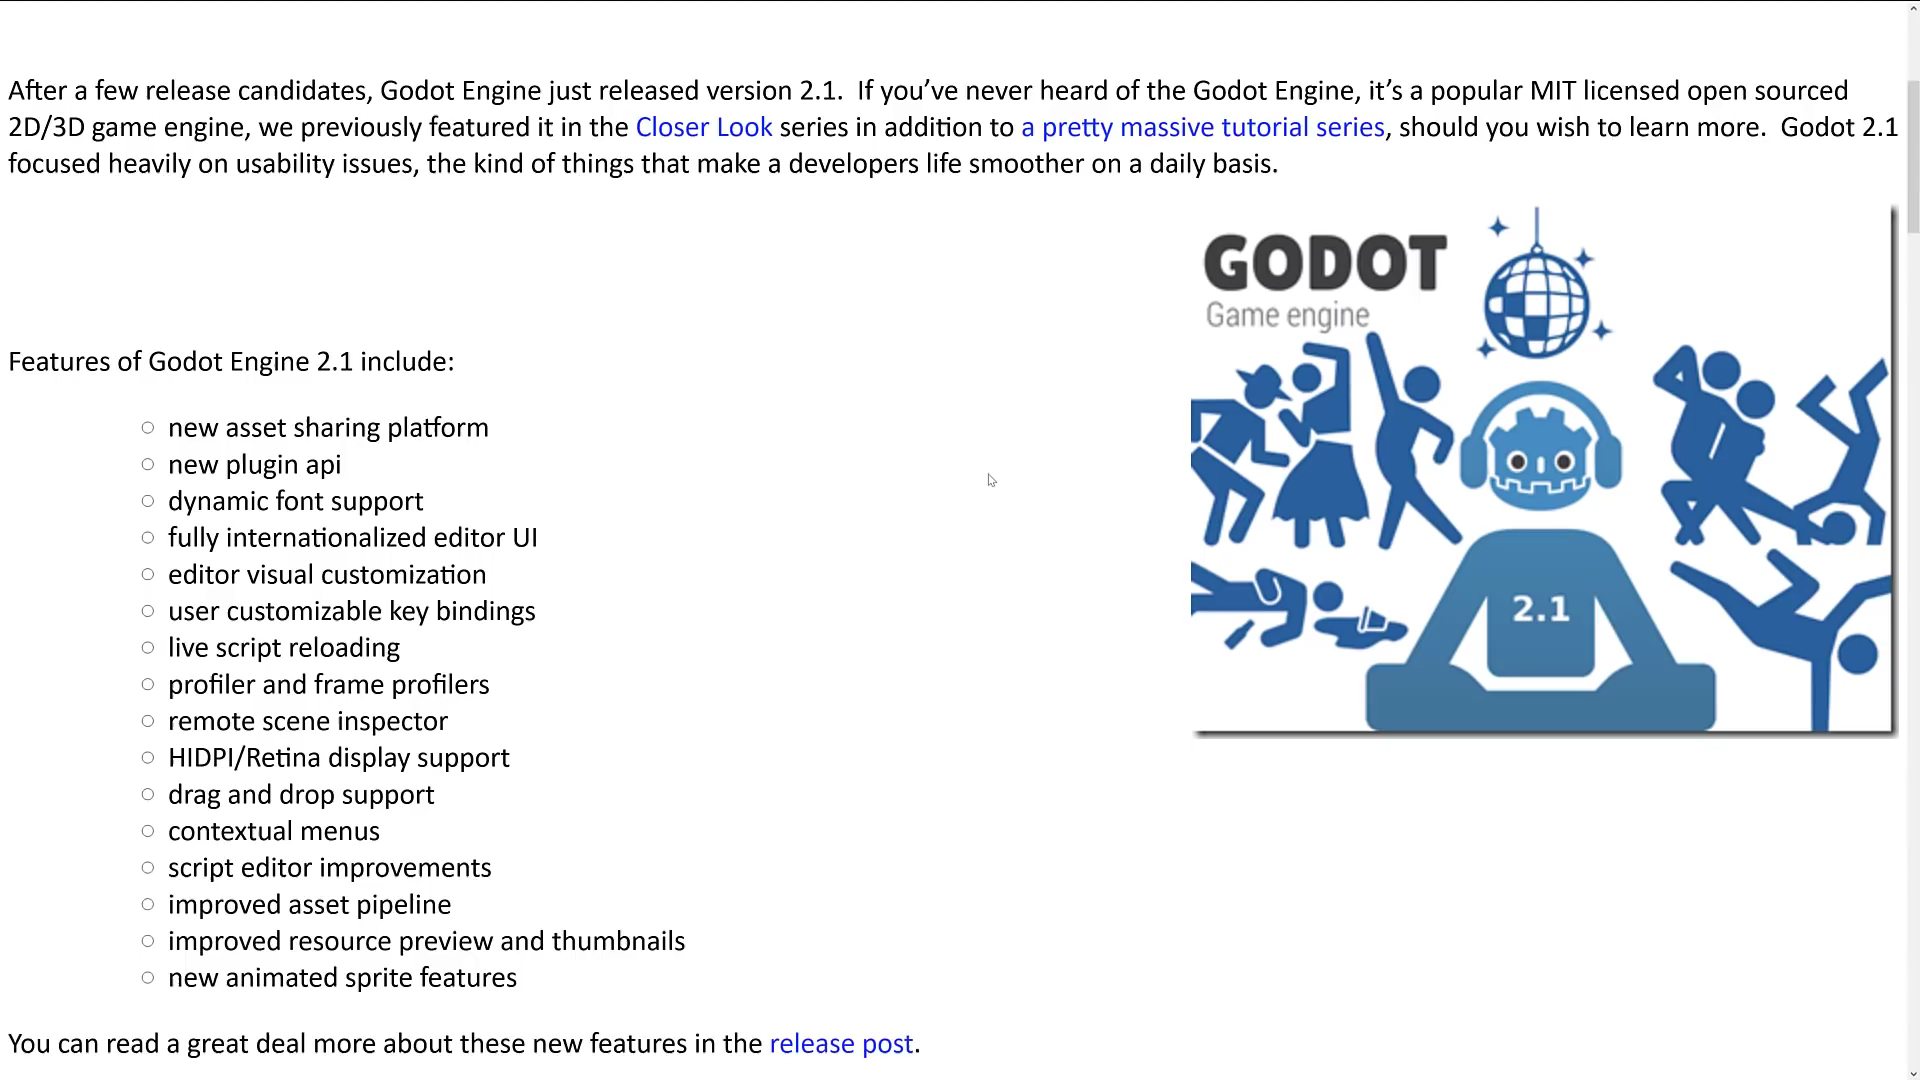 After a few release candidates, Godot Engine just released version 2.1.  If you’ve never heard of the Godot Engine, it’s a popular MIT licensed open sourced
2D/3D game engine, we previously featured it in the Closer Look series in addition to a pretty massive tutorial series, should you wish to learn more.  Godot 2.1
focused heavily on usability issues, the kind of things that make a developers life smoother on a daily basis.
GODOT
Game engine
2.1
Features of Godot Engine 2.1 include:
new asset sharing platform
new plugin api
dynamic font support
fully internationalized editor UI
editor visual customization
user customizable key bindings
live script reloading
profiler and frame profilers
remote scene inspector
HIDPI/Retina display support
drag and drop support
contextual menus
script editor improvements
improved asset pipeline
improved resource preview and thumbnails
new animated sprite features
You can read a great deal more about these new features in the release post.